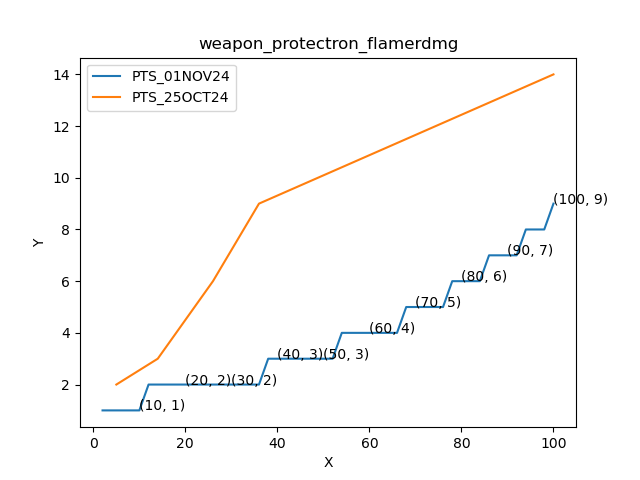 weapon_protectron_flamerdmg
PTS_01NOV24
PTS_25OCT24
14
12
10
8
6
4
2
Y
(100, 9)
(90, 7)
(80, 6)
(70, 5)
(60, 4)
(40, 3)(50, 3)
(20, 2)(30, 2)
(10, 1)
0 20 40 60 80 100
X